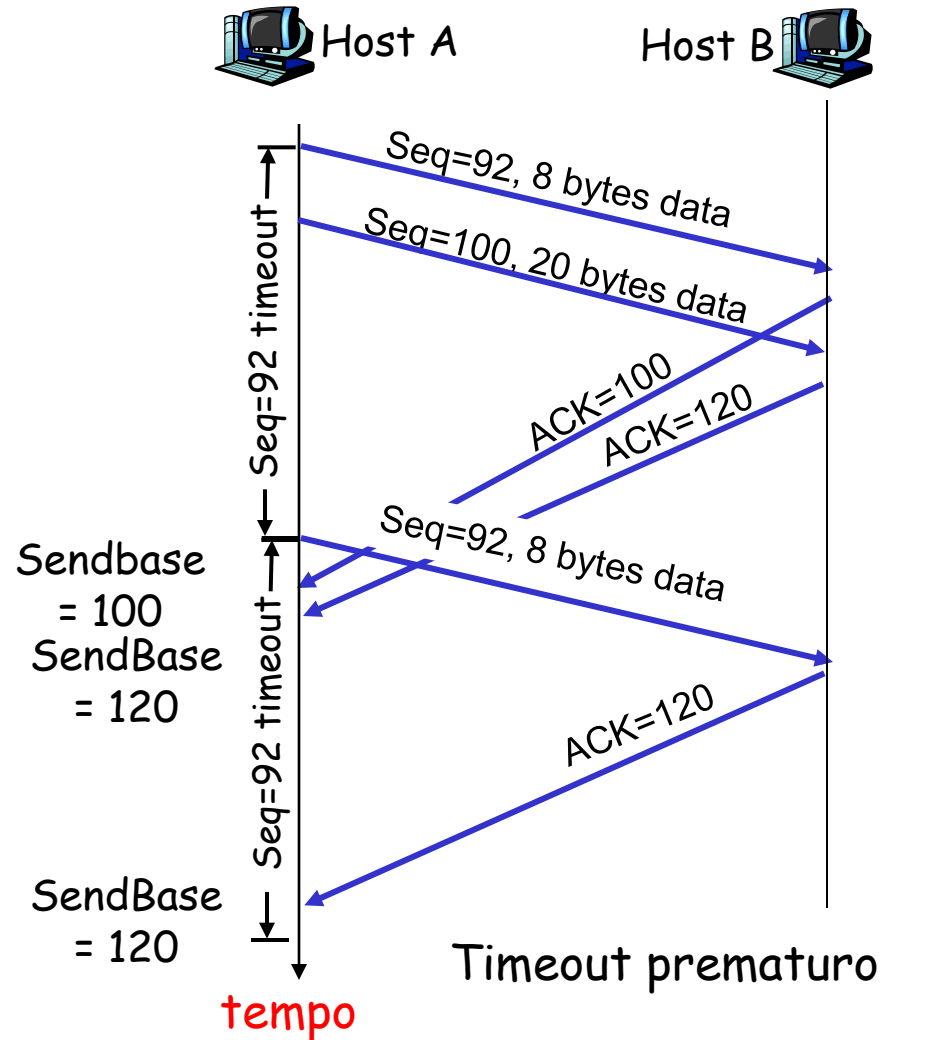 Host A
Host B
Seq=92, 8 bytes data
Seq=100, 20 bytes data
Seq=92 timeout
ACK=100
ACK=120
Seq=92, 8 bytes data
Sendbase
= 100
SendBase
= 120
Seq=92 timeout
ACK=120
SendBase
= 120
Timeout prematuro
tempo